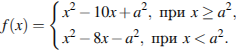 f(x) = { x² − 10x + a², при x ≥ a²,
x² − 8x − a², при x < a².